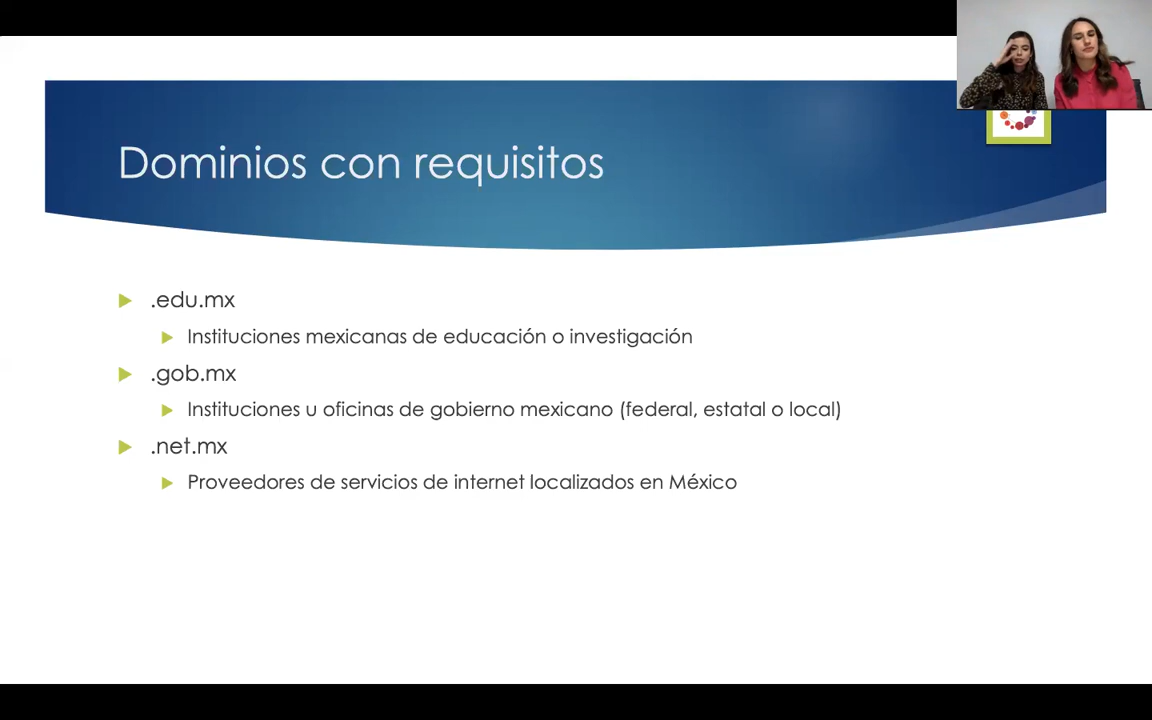 Dominios con requisitos
.edu.mx
Instituciones mexicanas de educación o investigación
.gob.mx
Instituciones u oficinas de gobierno mexicano (federal, estatal o local)
.net.mx
Proveedores de servicios de internet localizados en México